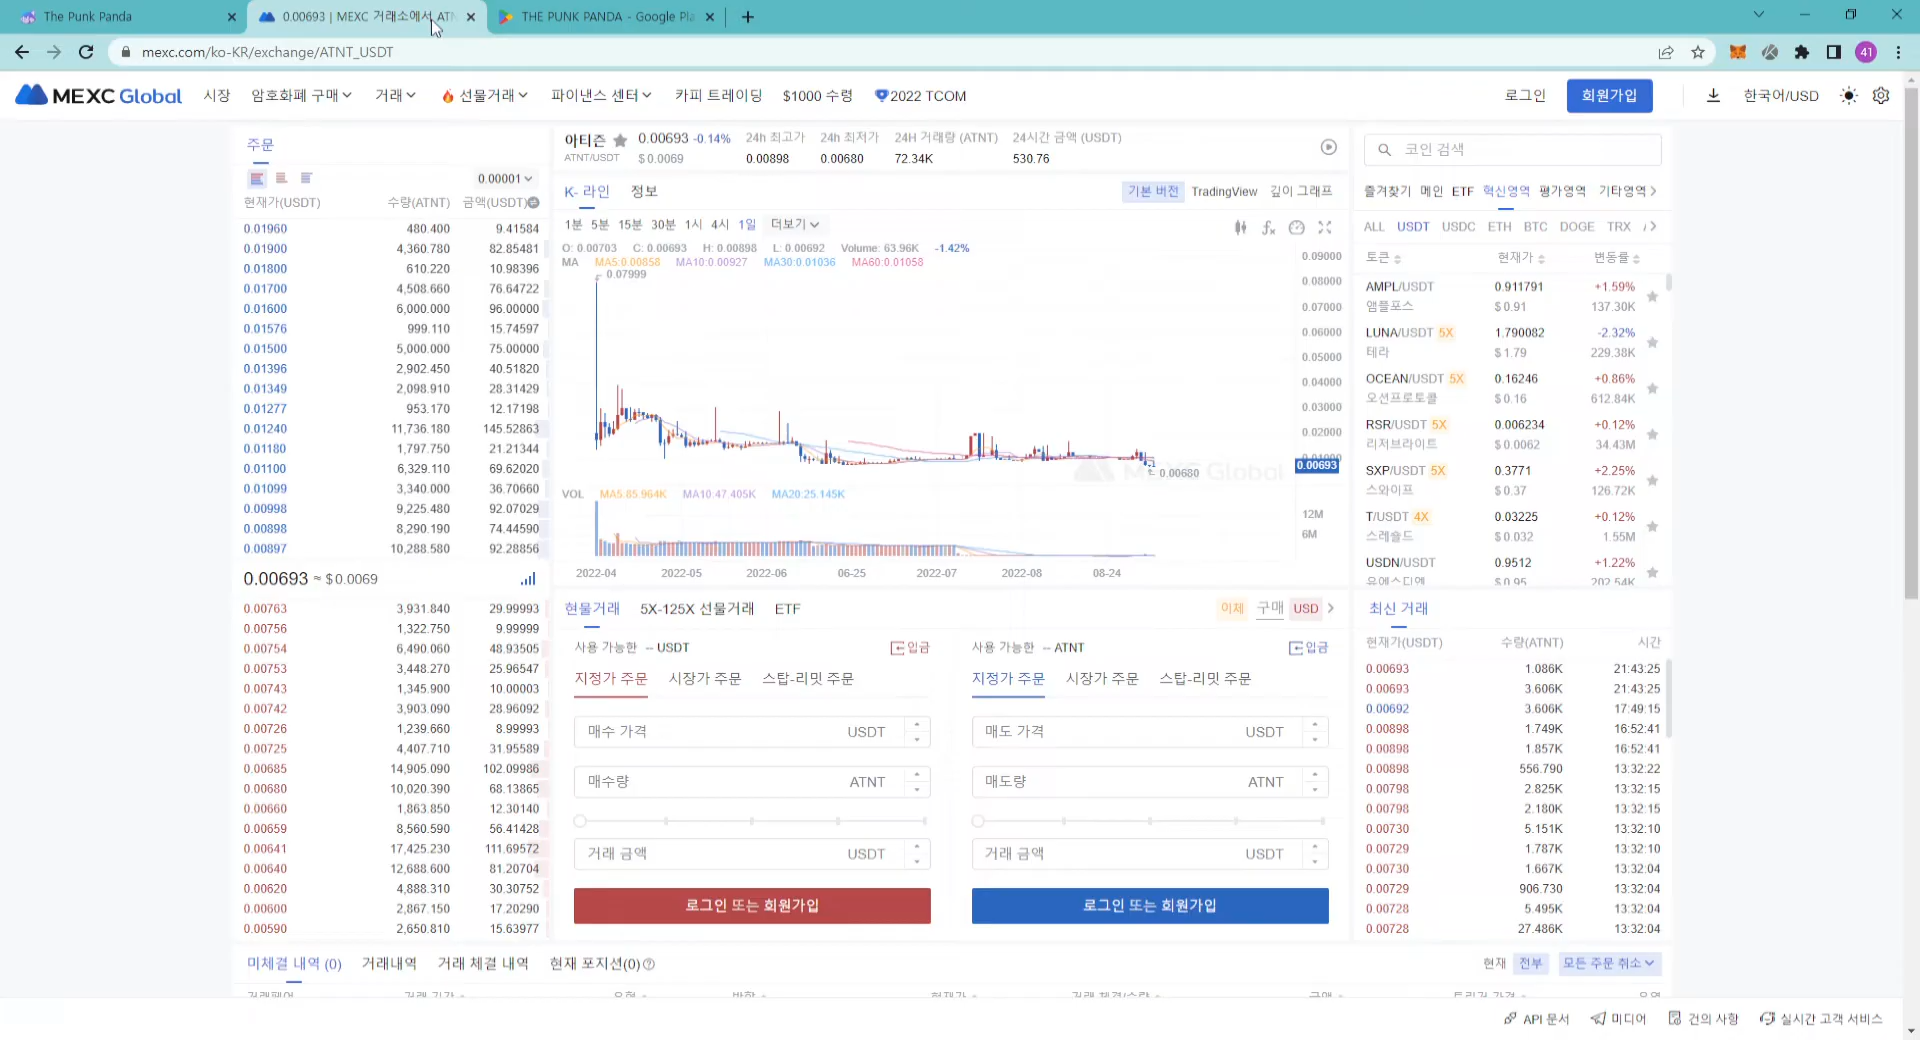 The Punk Panda
0.00693 | MEXC 거래소에서 ATN
THE PUNK PANDA - Google Pla
mexc.com/ko-KR/exchange/ATNT_USDT
41
MEXC Global 시장 암호화폐 구매 거래 선물거래 파이낸스 센터 카피 트레이딩 $1000 수령 2022 TCOM 로그인 회원가입 한국어/USD
주문
0.00001
현재가(USDT) 수량(ATNT) 금액(USDT)
0.01960 480.400 9.41584
0.01900 4,360.780 82.85481
0.01800 610.220 10.98396
0.01700 4,508.660 76.64722
0.01600 6,000.000 96.00000
0.01576 999.110 15.74597
0.01500 5,000.000 75.00000
0.01396 2,902.450 40.51820
0.01349 2,098.910 28.31429
0.01277 953.170 12.17198
0.01240 11,736.180 145.52863
0.01180 1,797.750 21.21344
0.01100 6,329.110 69.62020
0.01099 3,340.000 36.70660
0.00998 9,225.480 92.07029
0.00898 8,290.190 74.44590
0.00897 10,288.580 92.28856
0.00693 ≈ $0.0069
0.00763 3,931.840 29.99993
0.00756 1,322.750 9.99999
0.00754 6,490.060 48.93505
0.00753 3,448.270 25.96547
0.00743 1,345.900 10.00003
0.00742 3,903.090 28.96092
0.00726 1,239.660 8.99993
0.00725 4,407.710 31.95589
0.00685 14,905.090 102.09986
0.00680 10,020.390 68.13865
0.00660 1,863.850 12.30140
0.00659 8,560.590 56.41428
0.00641 17,425.230 111.69572
0.00640 12,688.600 81.20704
0.00620 4,888.310 30.30752
0.00600 2,867.150 17.20290
0.00590 2,650.810 15.63977
아티즌 0.00693 -0.14% 24h 최고가 24h 최저가 24H 거래량 (ATNT) 24시간 금액 (USDT)
ATNT/USDT $0.0069 0.00898 0.00680 72.34K 530.76
K- 라인 정보 기본 버전 TradingView 깊이 그래프
1분 5분 15분 30분 1시 4시 1일 더보기
O: 0.00703 C: 0.00693 H: 0.00898 L: 0.00692 Volume: 63.96K -1.42%
MA MA5:0.00858 MA10:0.00927 MA30:0.01036 MA60:0.01058
0.07999
0.09000
0.08000
0.07000
0.06000
0.05000
0.04000
0.03000
0.02000
0.01000
0.00693
0.00680
MEXC Global
VOL MA5:85.964K MA10:47.405K MA20:25.145K
12M
6M
2022-04 2022-05 2022-06 06-25 2022-07 2022-08 08-24
현물거래 5X-125X 선물거래 ETF 이체 구매 USD
사용 가능한 -- USDT 입금
지정가 주문 시장가 주문 스탑-리밋 주문
매수 가격 USDT
매수량 ATNT
거래 금액 USDT
로그인 또는 회원가입
사용 가능한 -- ATNT 입금
지정가 주문 시장가 주문 스탑-리밋 주문
매도 가격 USDT
매도량 ATNT
거래 금액 USDT
로그인 또는 회원가입
코인 검색
즐겨찾기 메인 ETF 혁신영역 평가영역 기타영역
ALL USDT USDC ETH BTC DOGE TRX
토큰 현재가 변동률
AMPL/USDT 0.911791 +1.59%
앰플포스 $0.91 137.30K
LUNA/USDT 5X 1.790082 -2.32%
테라 $1.79 229.38K
OCEAN/USDT 5X 0.16246 +0.86%
오션프로토콜 $0.16 612.84K
RSR/USDT 5X 0.006234 +0.12%
리저브라이트 $0.0062 34.43M
SXP/USDT 5X 0.3771 +2.25%
스와이프 $0.37 126.72K
T/USDT 4X 0.03225 +0.12%
스레숄드 $0.032 1.55M
USDN/USDT 0.9512 +1.22%
유에스디엔 $0.95 202.54K
최신 거래
현재가(USDT) 수량(ATNT) 시간
0.00693 1.086K 21:43:25
0.00693 3.606K 21:43:25
0.00692 3.606K 17:49:15
0.00898 1.749K 16:52:41
0.00898 1.857K 16:52:41
0.00898 556.790 13:32:22
0.00798 2.825K 13:32:15
0.00798 2.180K 13:32:15
0.00730 5.151K 13:32:10
0.00729 1.787K 13:32:10
0.00730 1.667K 13:32:04
0.00729 906.730 13:32:04
0.00728 5.495K 13:32:04
0.00728 27.486K 13:32:04
미체결 내역 (0) 거래내역 거래 체결 내역 현재 포지션(0) 현재 전부 모든 주문 취소
거래페어 거래 기간 유형 방향 현재가 거래 체결/수량 금액 트리거 가격 운영
API 문서 미디어 건의 사항 실시간 고객 서비스